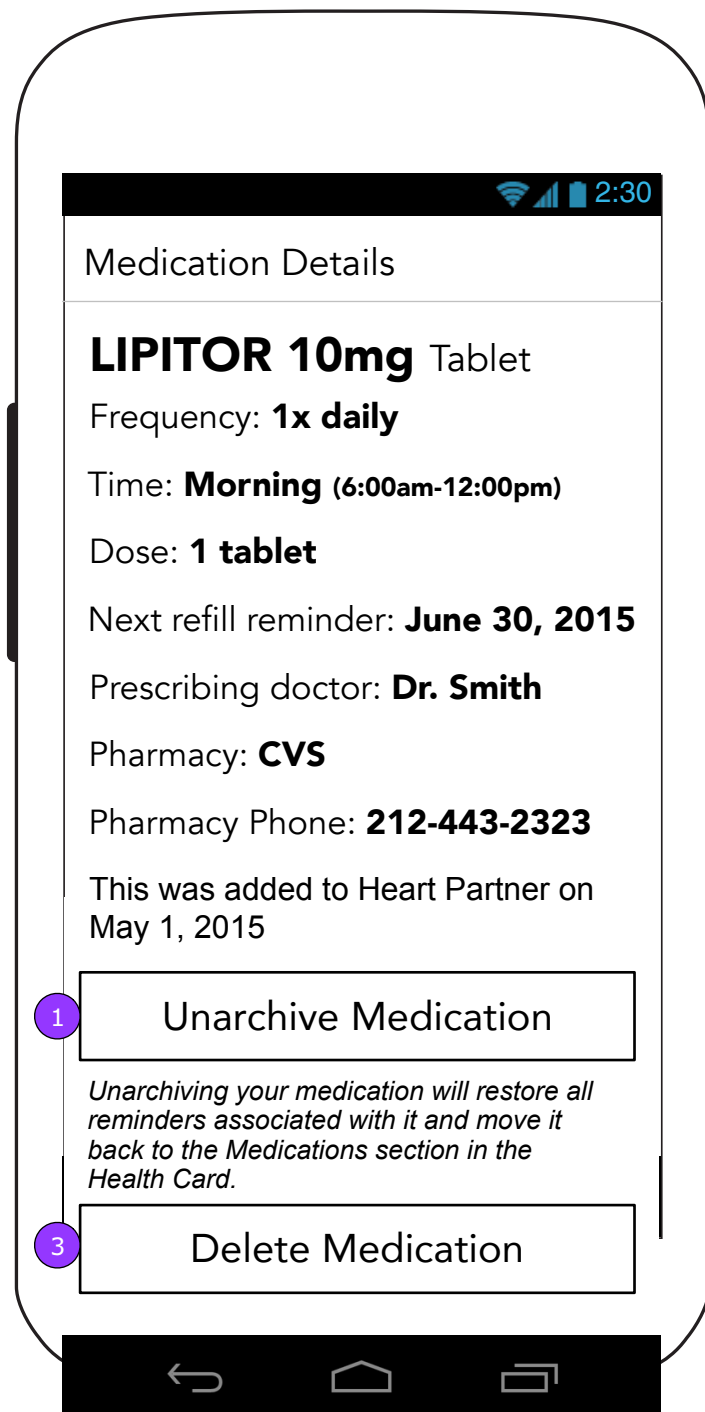 2:30
Medication Details
LIPITOR 10mg Tablet
Frequency: 1x daily
Time: Morning (6:00am-12:00pm)
Dose: 1 tablet
Next refill reminder: June 30, 2015
Prescribing doctor: Dr. Smith
Pharmacy: CVS
Pharmacy Phone: 212-443-2323
This was added to Heart Partner on
May 1, 2015
1 Unarchive Medication
Unarchiving your medication will restore all
reminders associated with it and move it
back to the Medications section in the
Health Card.
3 Delete Medication